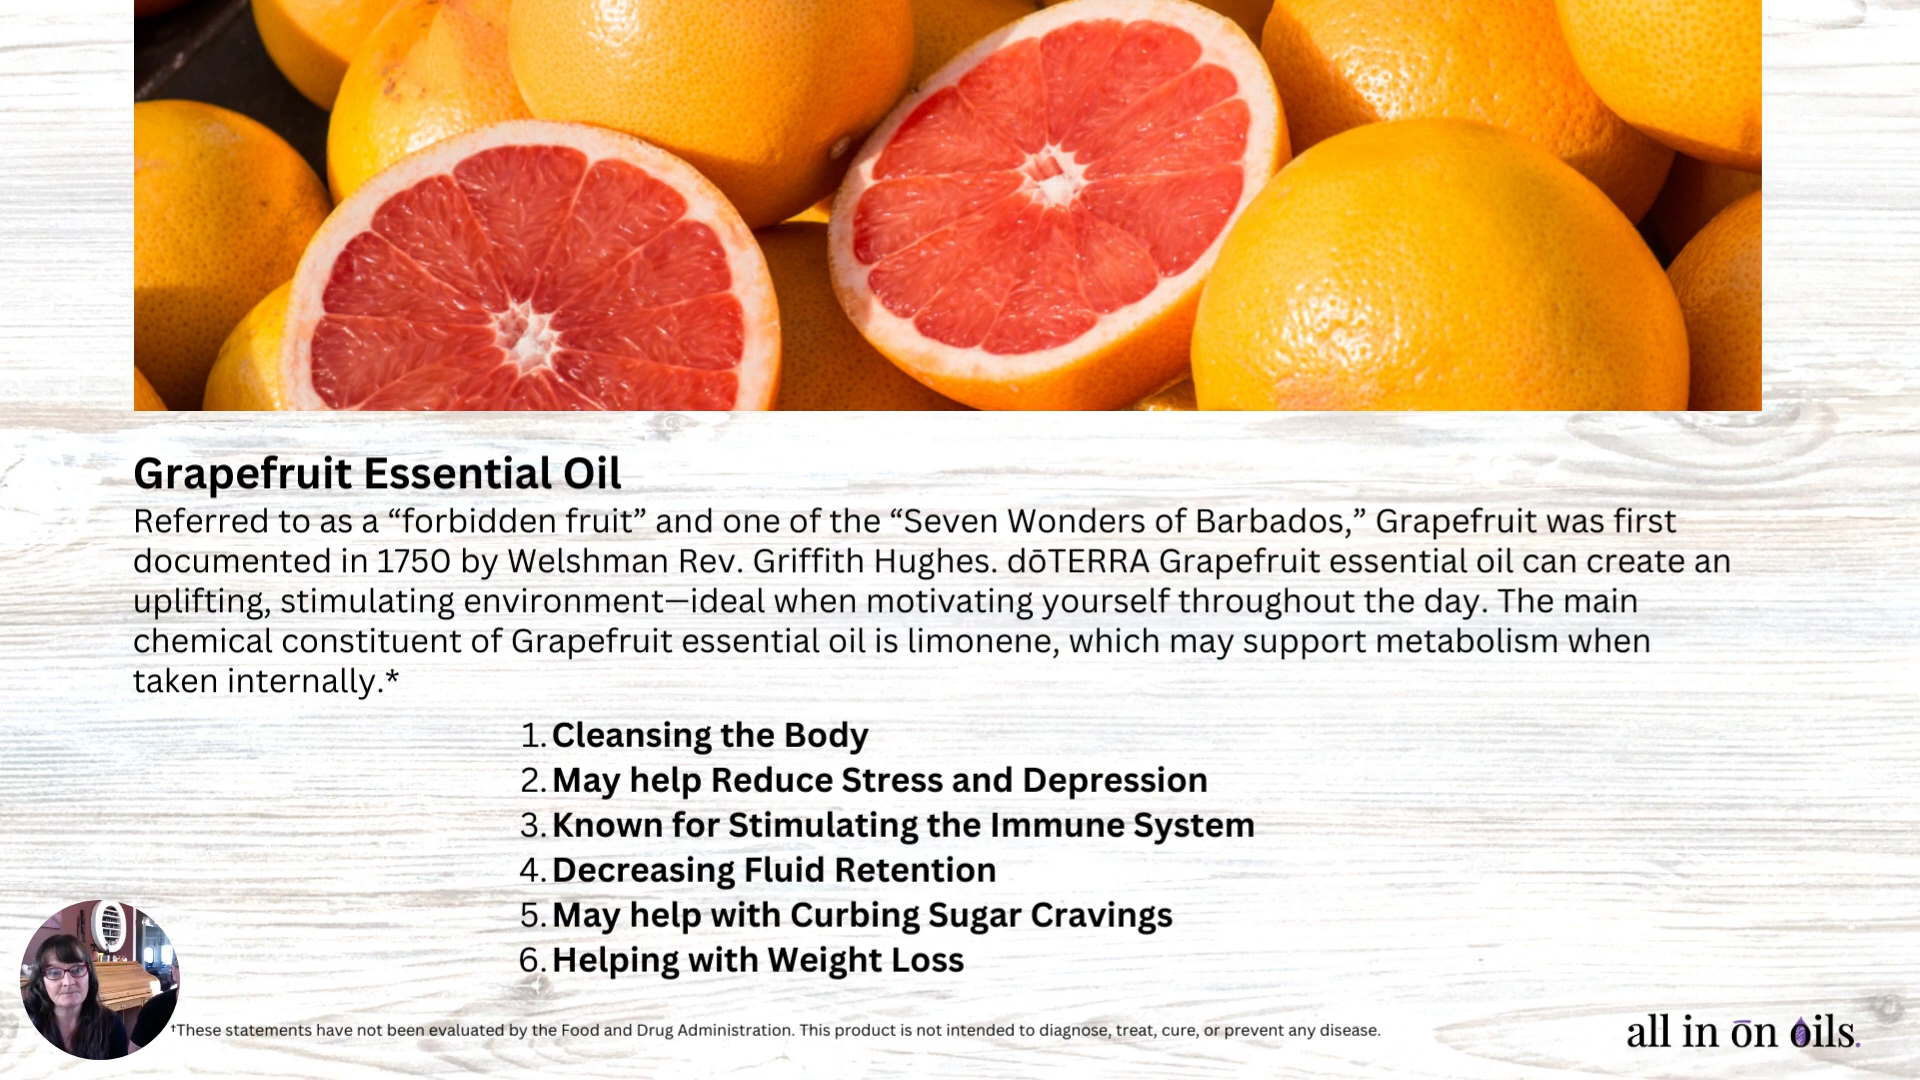 Grapefruit Essential Oil
Referred to as a “forbidden fruit” and one of the “Seven Wonders of Barbados,” Grapefruit was first
documented in 1750 by Welshman Rev. Griffith Hughes. dōTERRA Grapefruit essential oil can create an
uplifting, stimulating environment—ideal when motivating yourself throughout the day. The main
chemical constituent of Grapefruit essential oil is limonene, which may support metabolism when
taken internally.*
1. Cleansing the Body
2. May help Reduce Stress and Depression
3. Known for Stimulating the Immune System
4. Decreasing Fluid Retention
5. May help with Curbing Sugar Cravings
6. Helping with Weight Loss
†These statements have not been evaluated by the Food and Drug Administration. This product is not intended to diagnose, treat, cure, or prevent any disease.
all in ōn oils.